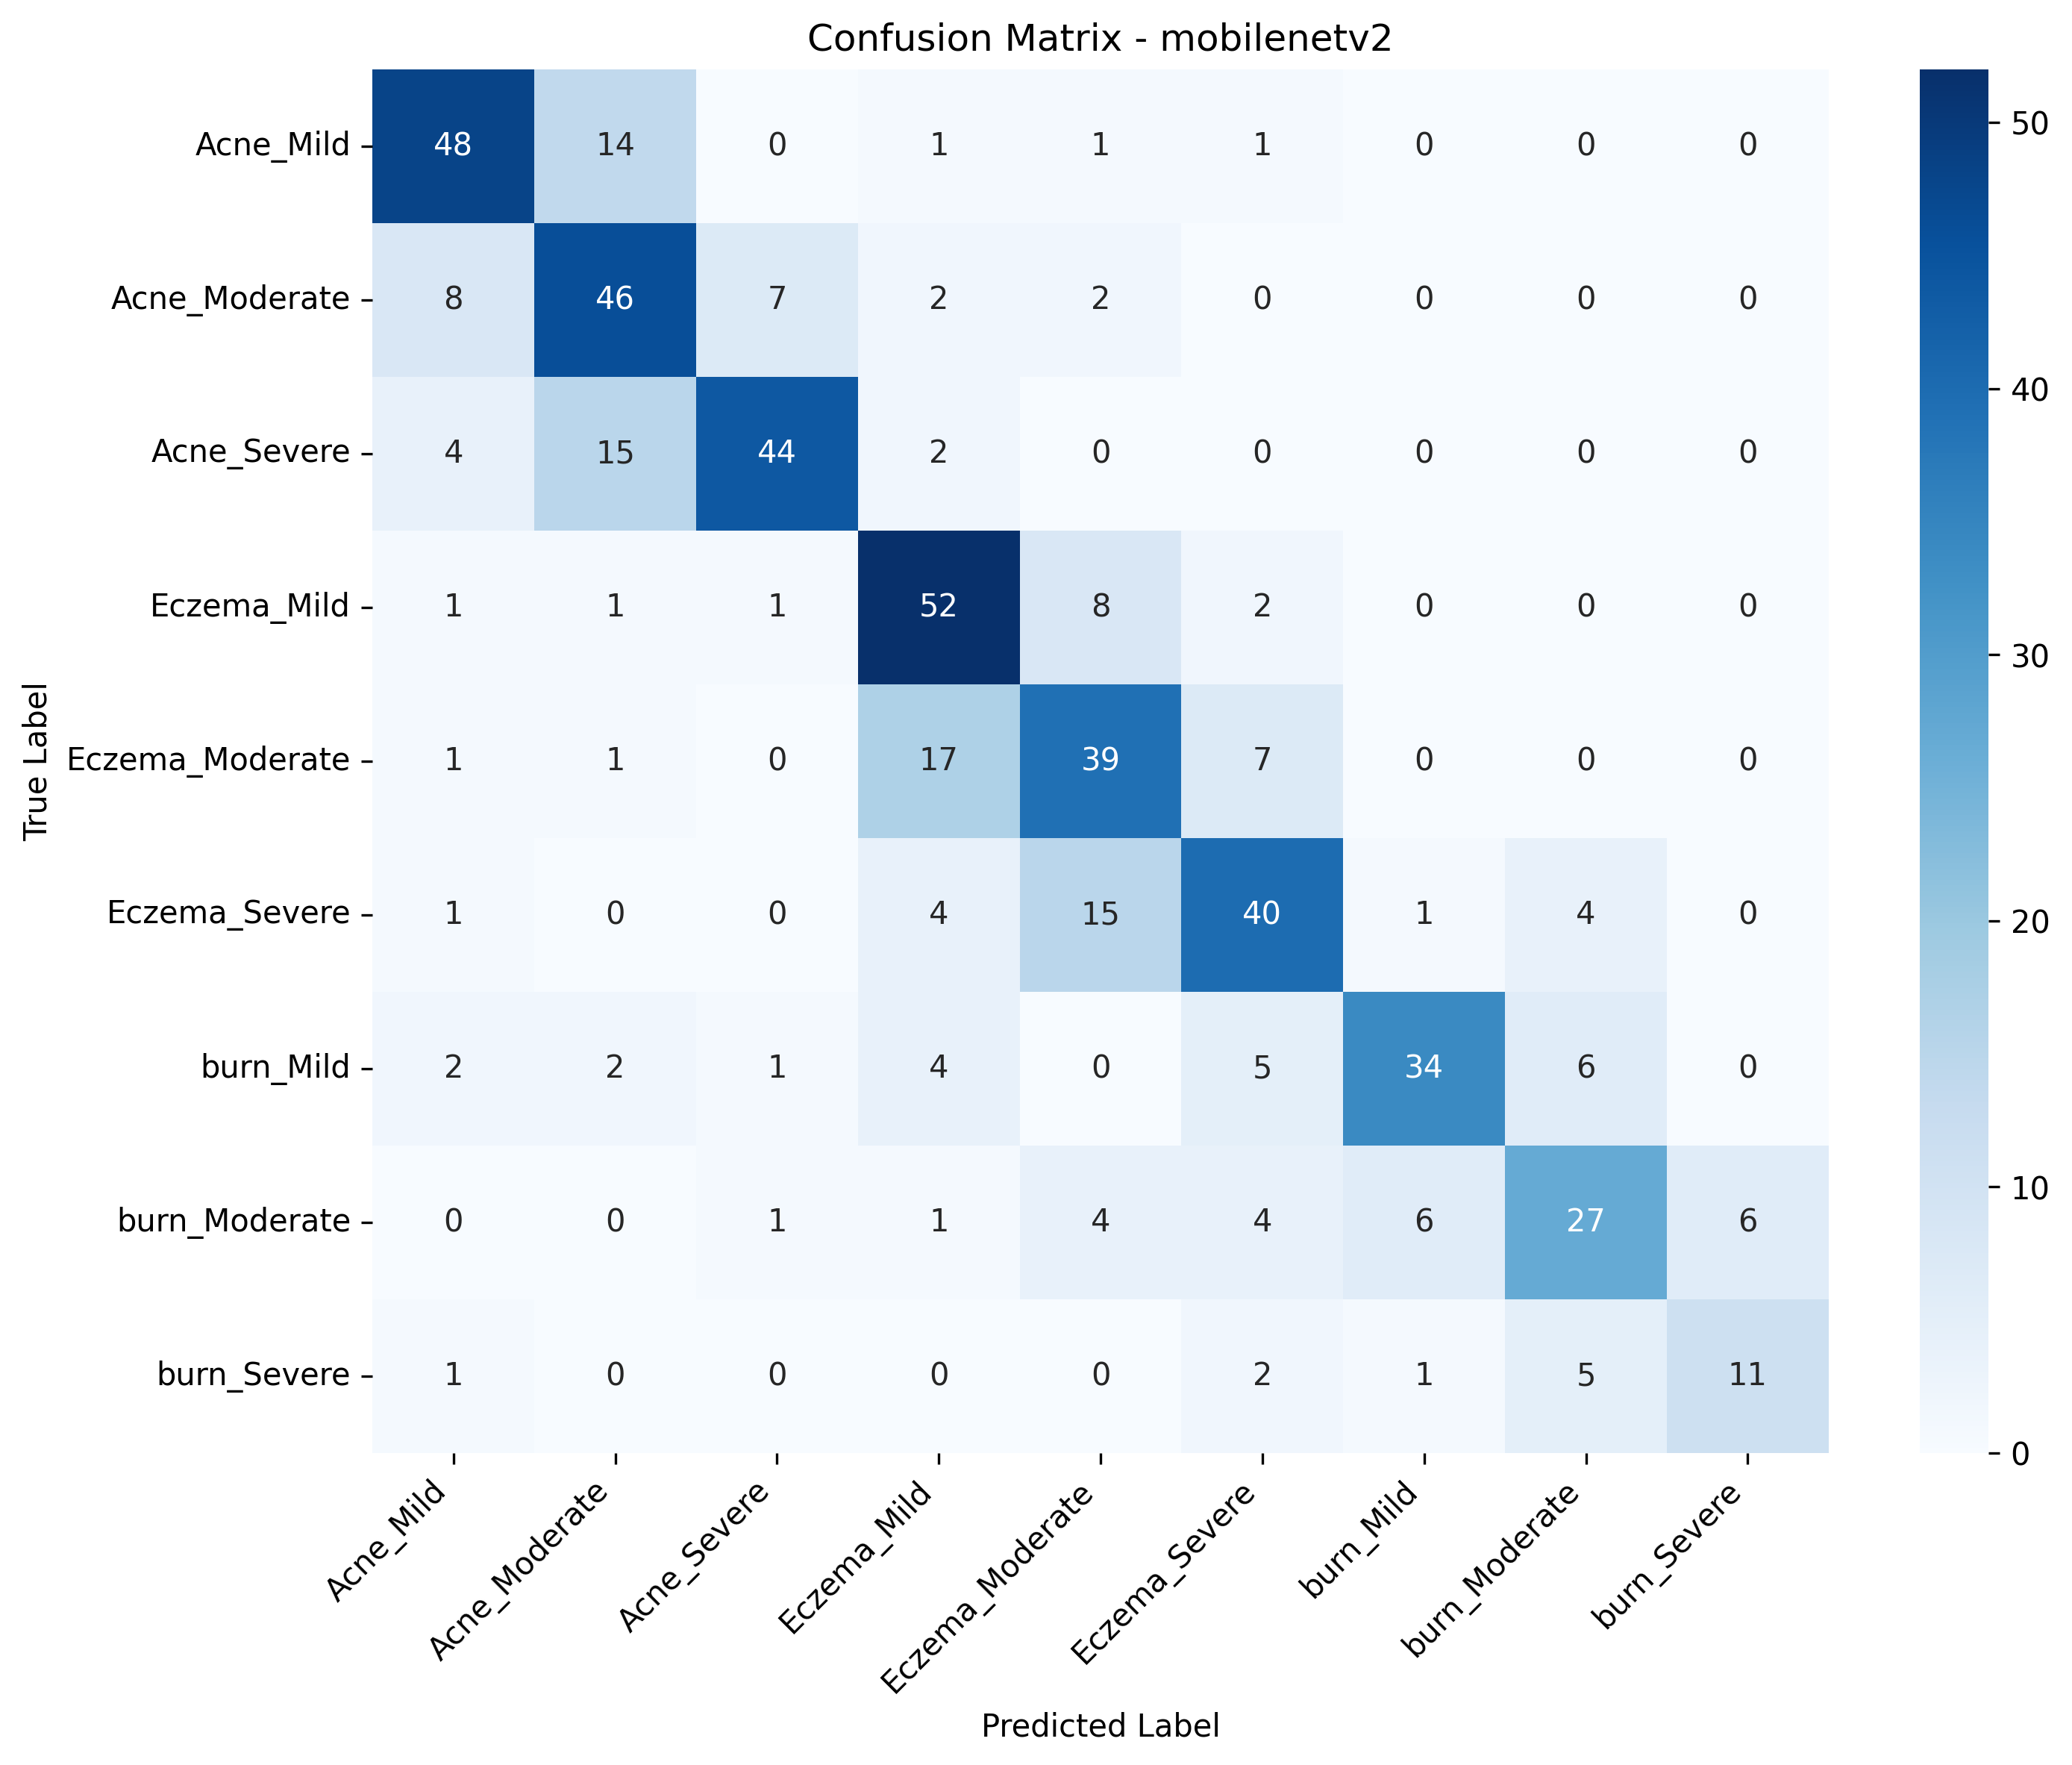 Confusion Matrix - mobilenetv2
Acne_Mild 48 14 0 1 1 1 0 0 0
Acne_Moderate 8 46 7 2 2 0 0 0 0
Acne_Severe 4 15 44 2 0 0 0 0 0
Eczema_Mild 1 1 1 52 8 2 0 0 0
Eczema_Moderate 1 1 0 17 39 7 0 0 0
Eczema_Severe 1 0 0 4 15 40 1 4 0
burn_Mild 2 2 1 4 0 5 34 6 0
burn_Moderate 0 0 1 1 4 4 6 27 6
burn_Severe 1 0 0 0 0 2 1 5 11
True Label
Acne_Mild
Acne_Moderate
Acne_Severe
Eczema_Mild
Eczema_Moderate
Eczema_Severe
burn_Mild
burn_Moderate
burn_Severe
Predicted Label
50
40
30
20
10
0